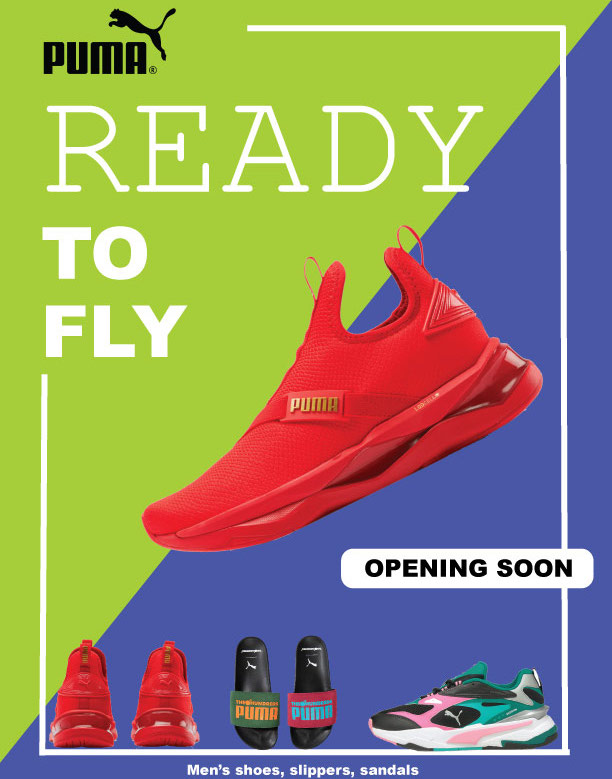 PUMA®
READY
TO
FLY
PUMA
OPENING SOON
PUMA
PUMA
Men's shoes, slippers, sandals